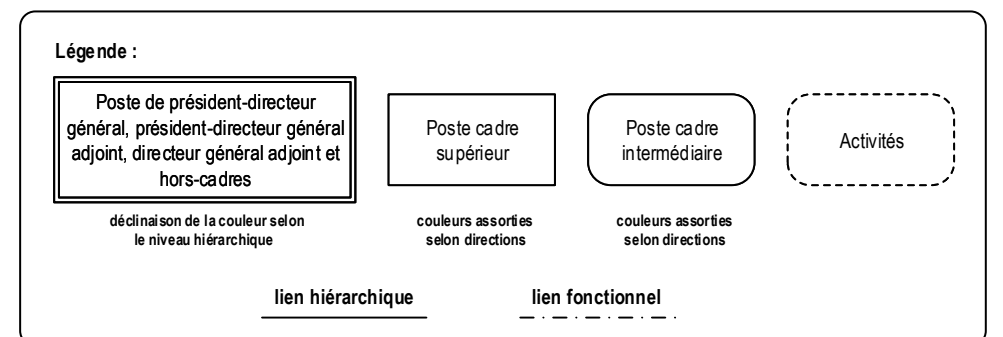 Légende :
Poste de président-directeur
général, président-directeur général
adjoint, directeur général adjoint et
hors-cadres
déclinaison de la couleur selon
le niveau hiérarchique
Poste cadre
supérieur
couleurs assorties
selon directions
Poste cadre
intermédiaire
couleurs assorties
selon directions
Activités
lien hiérarchique
lien fonctionnel